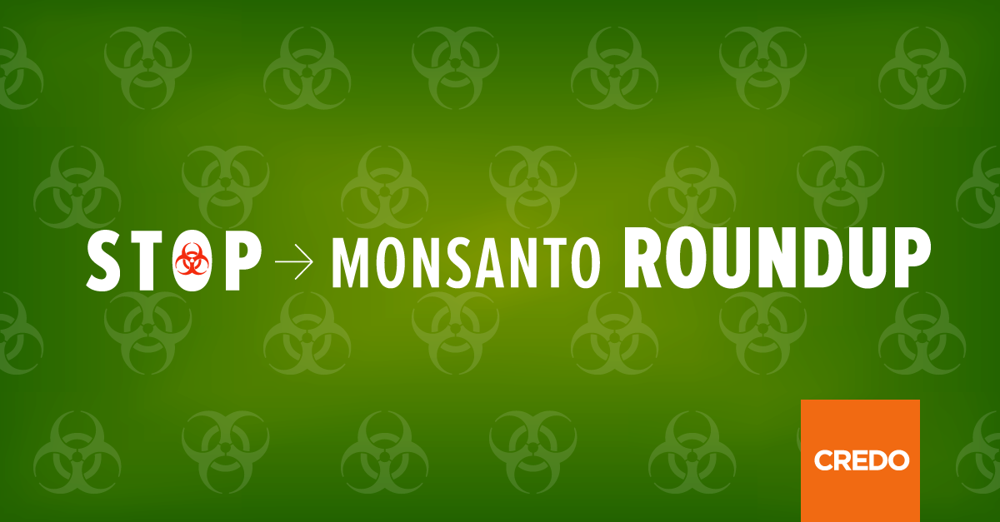 STOP → MONSANTO ROUNDUP
CREDO